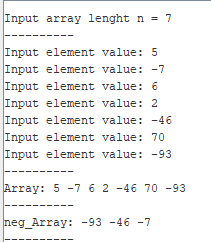 Input array lenght n = 7
----------
Input element value: 5
Input element value: -7
Input element value: 6
Input element value: 2
Input element value: -46
Input element value: 70
Input element value: -93
----------
Array: 5 -7 6 2 -46 70 -93
----------
neg_Array: -93 -46 -7
----------